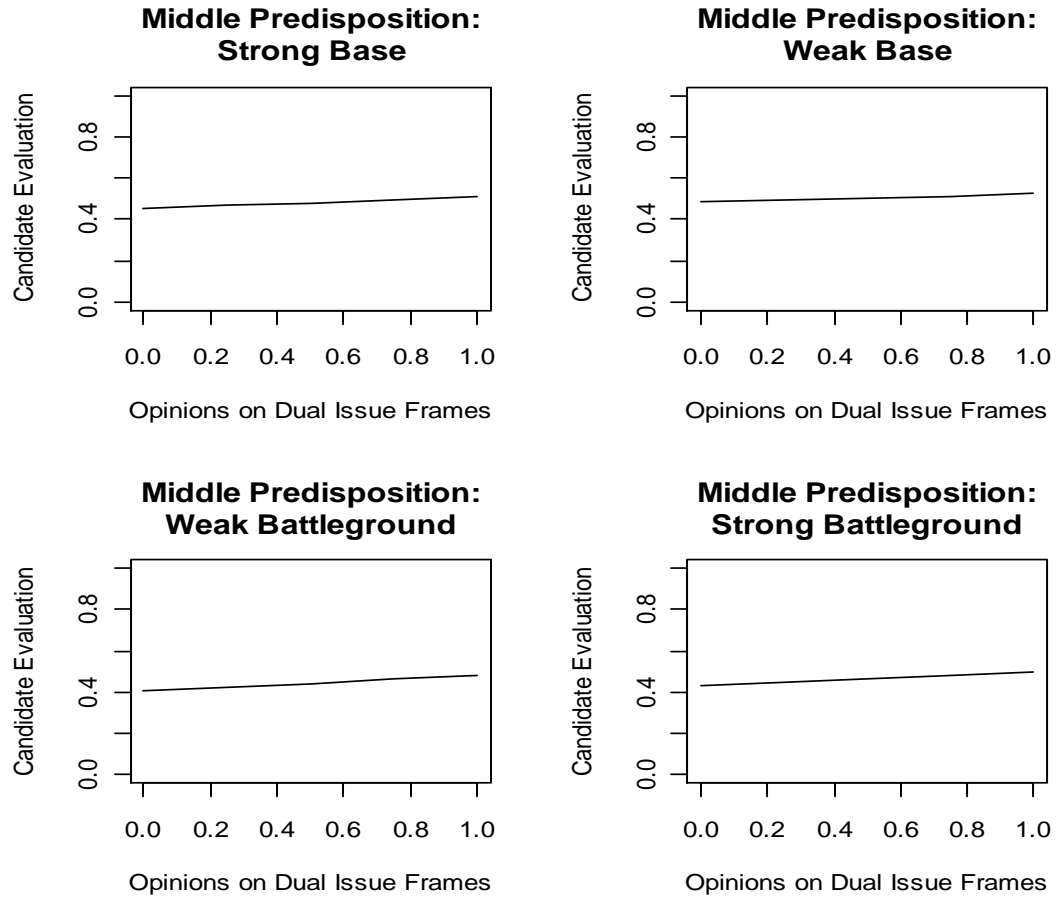 Middle Predisposition:
Strong Base
Candidate Evaluation
0.0 0.4 0.8
0.0 0.2 0.4 0.6 0.8 1.0
Opinions on Dual Issue Frames
Middle Predisposition:
Weak Base
Candidate Evaluation
0.0 0.4 0.8
0.0 0.2 0.4 0.6 0.8 1.0
Opinions on Dual Issue Frames
Middle Predisposition:
Weak Battleground
Candidate Evaluation
0.0 0.4 0.8
0.0 0.2 0.4 0.6 0.8 1.0
Opinions on Dual Issue Frames
Middle Predisposition:
Strong Battleground
Candidate Evaluation
0.0 0.4 0.8
0.0 0.2 0.4 0.6 0.8 1.0
Opinions on Dual Issue Frames